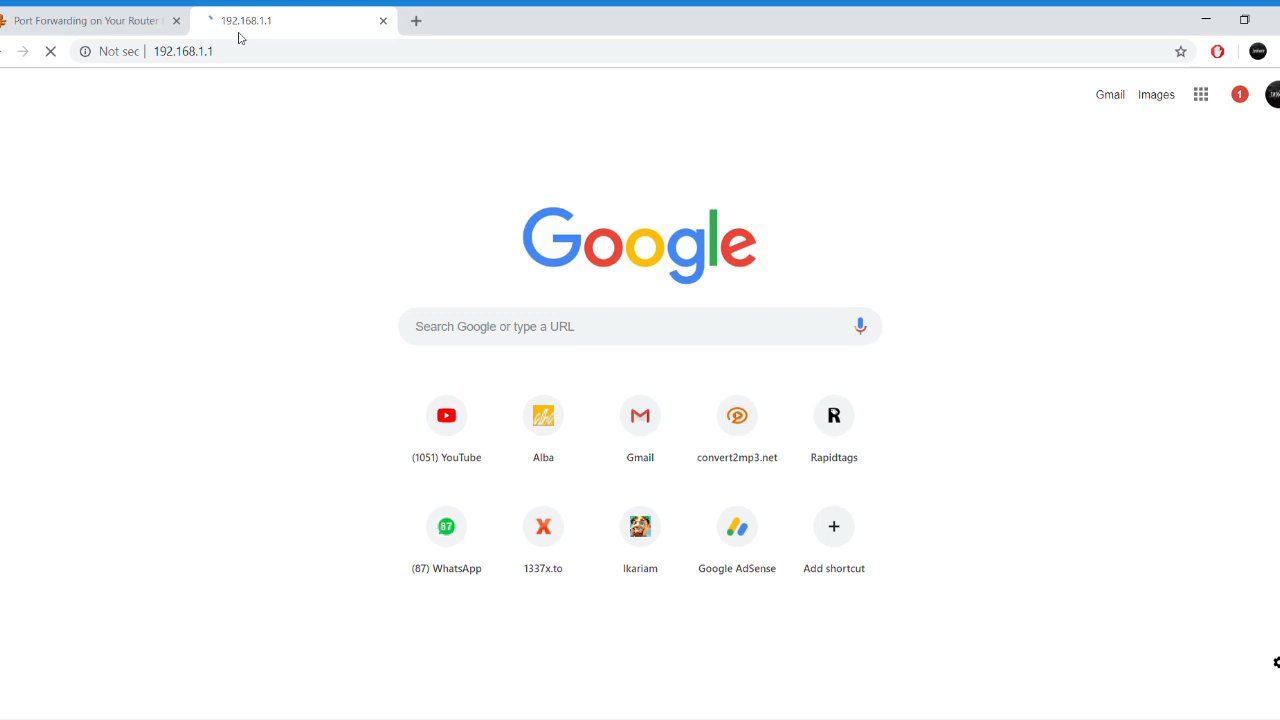 Port Forwarding on Your Router
192.168.1.1
Not sec
192.168.1.1
Gmail
Images
1
Google
Search Google or type a URL
(1051) YouTube
Alba
Gmail
convert2mp3.net
Rapidtags
87
(87) WhatsApp
1337x.to
Ikariam
Google AdSense
Add shortcut